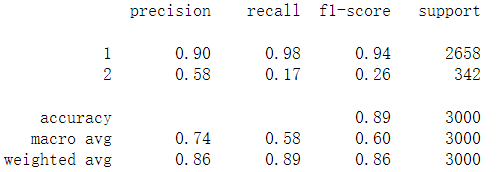 precision recall f1-score support
1 0.90 0.98 0.94 2658
2 0.58 0.17 0.26 342
accuracy 0.89 3000
macro avg 0.74 0.58 0.60 3000
weighted avg 0.86 0.89 0.86 3000